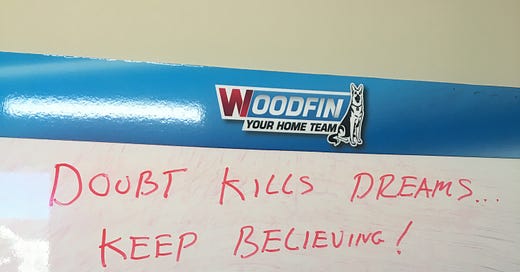 WOODFIN
YOUR HOME TEAM
DOUBT KILLS DREAMS...
KEEP BELIEVING!